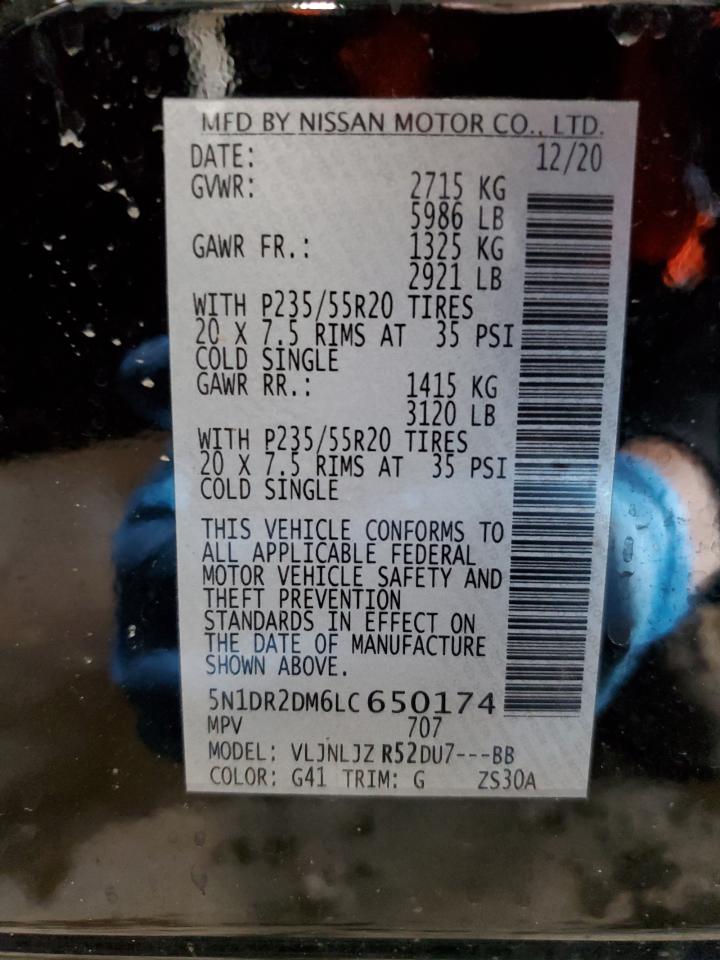 MFD BY NISSAN MOTOR CO., LTD.
DATE: 12/20
GVWR: 2715 KG
5986 LB
GAWR FR.: 1325 KG
2921 LB
WITH P235/55R20 TIRES
20 X 7.5 RIMS AT 35 PSI
COLD SINGLE
GAWR RR.: 1415 KG
3120 LB
WITH P235/55R20 TIRES
20 X 7.5 RIMS AT 35 PSI
COLD SINGLE
THIS VEHICLE CONFORMS TO
ALL APPLICABLE FEDERAL
MOTOR VEHICLE SAFETY AND
THEFT PREVENTION
STANDARDS IN EFFECT ON
THE DATE OF MANUFACTURE
SHOWN ABOVE.
5N1DR2DM6LC650174
MPV 707
MODEL: VLJNLJZ R52DU7---BB
COLOR: G41 TRIM: G ZS30A